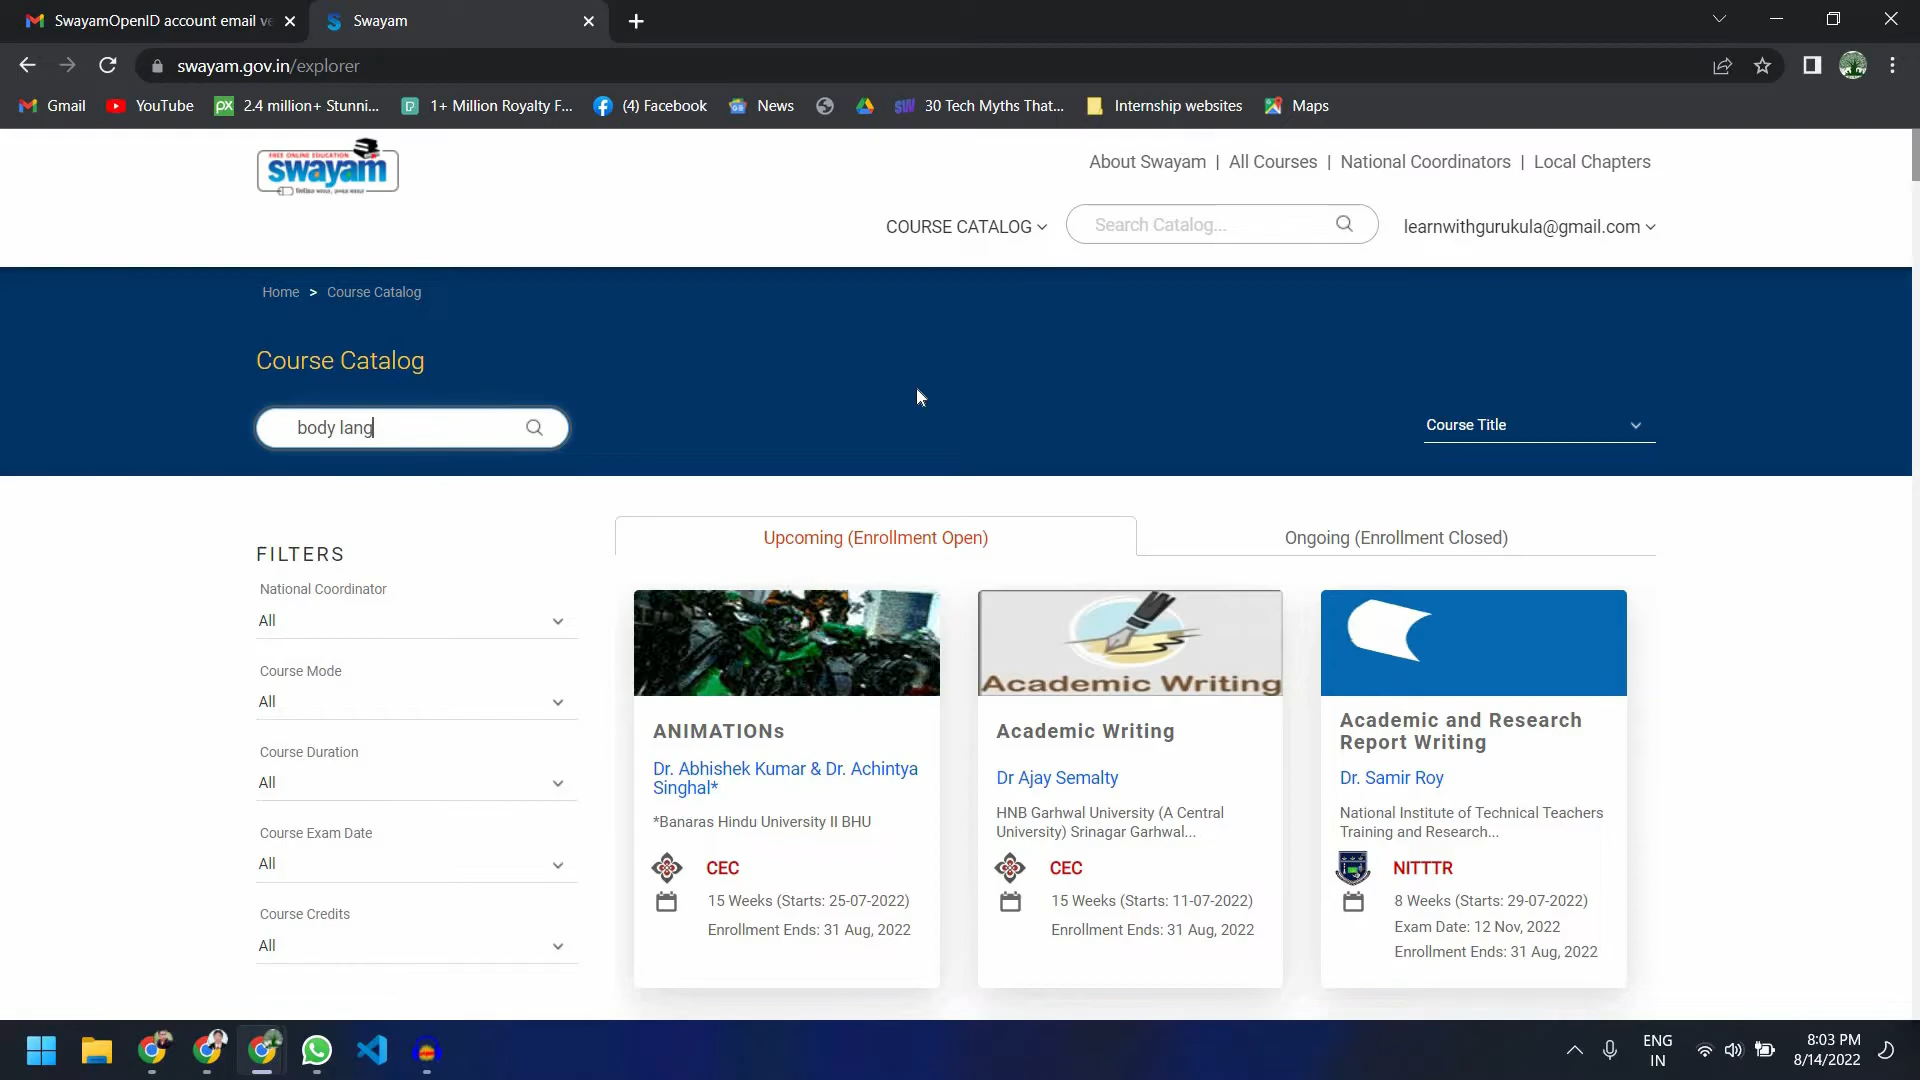 SwayamOpenID account email ve
Swayam
swayam.gov.in/explorer
Gmail
YouTube
2.4 million+ Stunni...
1+ Million Royalty F...
(4) Facebook
News
30 Tech Myths That...
Internship websites
Maps
FREE ONLINE EDUCATION
swayam
About Swayam | All Courses | National Coordinators | Local Chapters
COURSE CATALOG
Search Catalog...
learnwithgurukula@gmail.com
Home > Course Catalog
Course Catalog
body lang
Course Title
FILTERS
National Coordinator
All
Course Mode
All
Course Duration
All
Course Exam Date
All
Course Credits
All
Upcoming (Enrollment Open)
Ongoing (Enrollment Closed)
ANIMATIONs
Dr. Abhishek Kumar & Dr. Achintya
Singhal*
*Banaras Hindu University II BHU
CEC
15 Weeks (Starts: 25-07-2022)
Enrollment Ends: 31 Aug, 2022
Academic Writing
Academic Writing
Dr Ajay Semalty
HNB Garhwal University (A Central
University) Srinagar Garhwal...
CEC
15 Weeks (Starts: 11-07-2022)
Enrollment Ends: 31 Aug, 2022
Academic and Research
Report Writing
Dr. Samir Roy
National Institute of Technical Teachers
Training and Research...
NITTTR
8 Weeks (Starts: 29-07-2022)
Exam Date: 12 Nov, 2022
Enrollment Ends: 31 Aug, 2022
ENG
IN
8:03 PM
8/14/2022